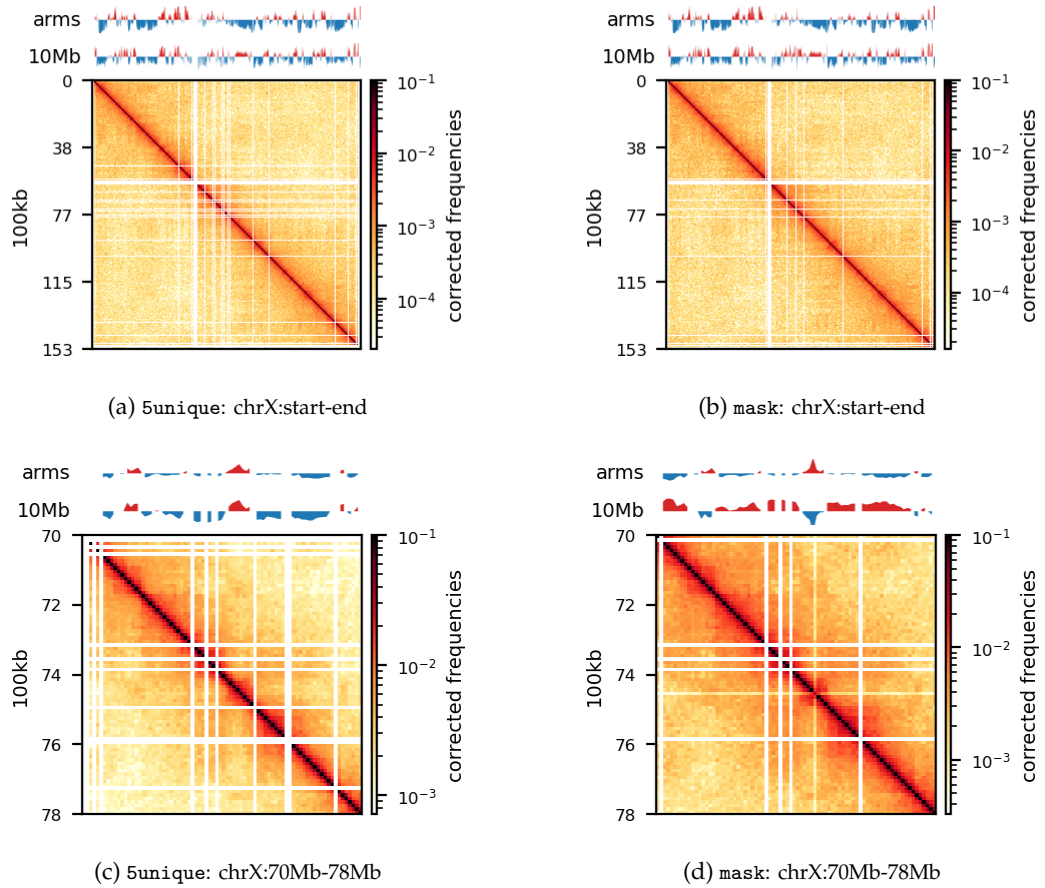 arms
10Mb
0
38
77
115
153
100kb
10⁻¹
10⁻²
10⁻³
10⁻⁴
corrected frequencies
(a) 5unique: chrX:start-end
arms
10Mb
0
38
77
115
153
100kb
10⁻¹
10⁻²
10⁻³
10⁻⁴
corrected frequencies
(b) mask: chrX:start-end
arms
10Mb
70
72
74
76
78
100kb
10⁻¹
10⁻²
10⁻³
corrected frequencies
(c) 5unique: chrX:70Mb-78Mb
arms
10Mb
70
72
74
76
78
100kb
10⁻¹
10⁻²
10⁻³
corrected frequencies
(d) mask: chrX:70Mb-78Mb